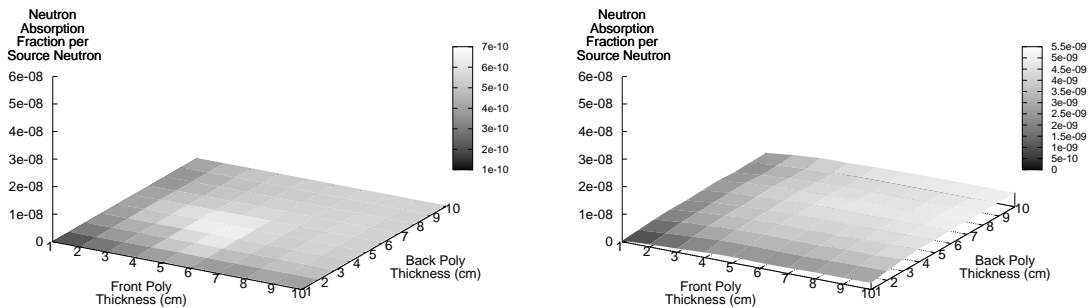 Neutron
Absorption
Fraction per
Source Neutron
7e-10
6e-10
5e-10
4e-10
3e-10
2e-10
1e-10
6e-08
5e-08
4e-08
3e-08
2e-08
1e-08
0
1
2
3
4
5
6
7
8
9
10
Front Poly
Thickness (cm)
1
2
3
4
5
6
7
8
9
10
Back Poly
Thickness (cm)
Neutron
Absorption
Fraction per
Source Neutron
5.5e-09
5e-09
4.5e-09
4e-09
3.5e-09
3e-09
2.5e-09
2e-09
1.5e-09
1e-09
5e-10
0
6e-08
5e-08
4e-08
3e-08
2e-08
1e-08
0
1
2
3
4
5
6
7
8
9
10
Front Poly
Thickness (cm)
1
2
3
4
5
6
7
8
9
10
Back Poly
Thickness (cm)